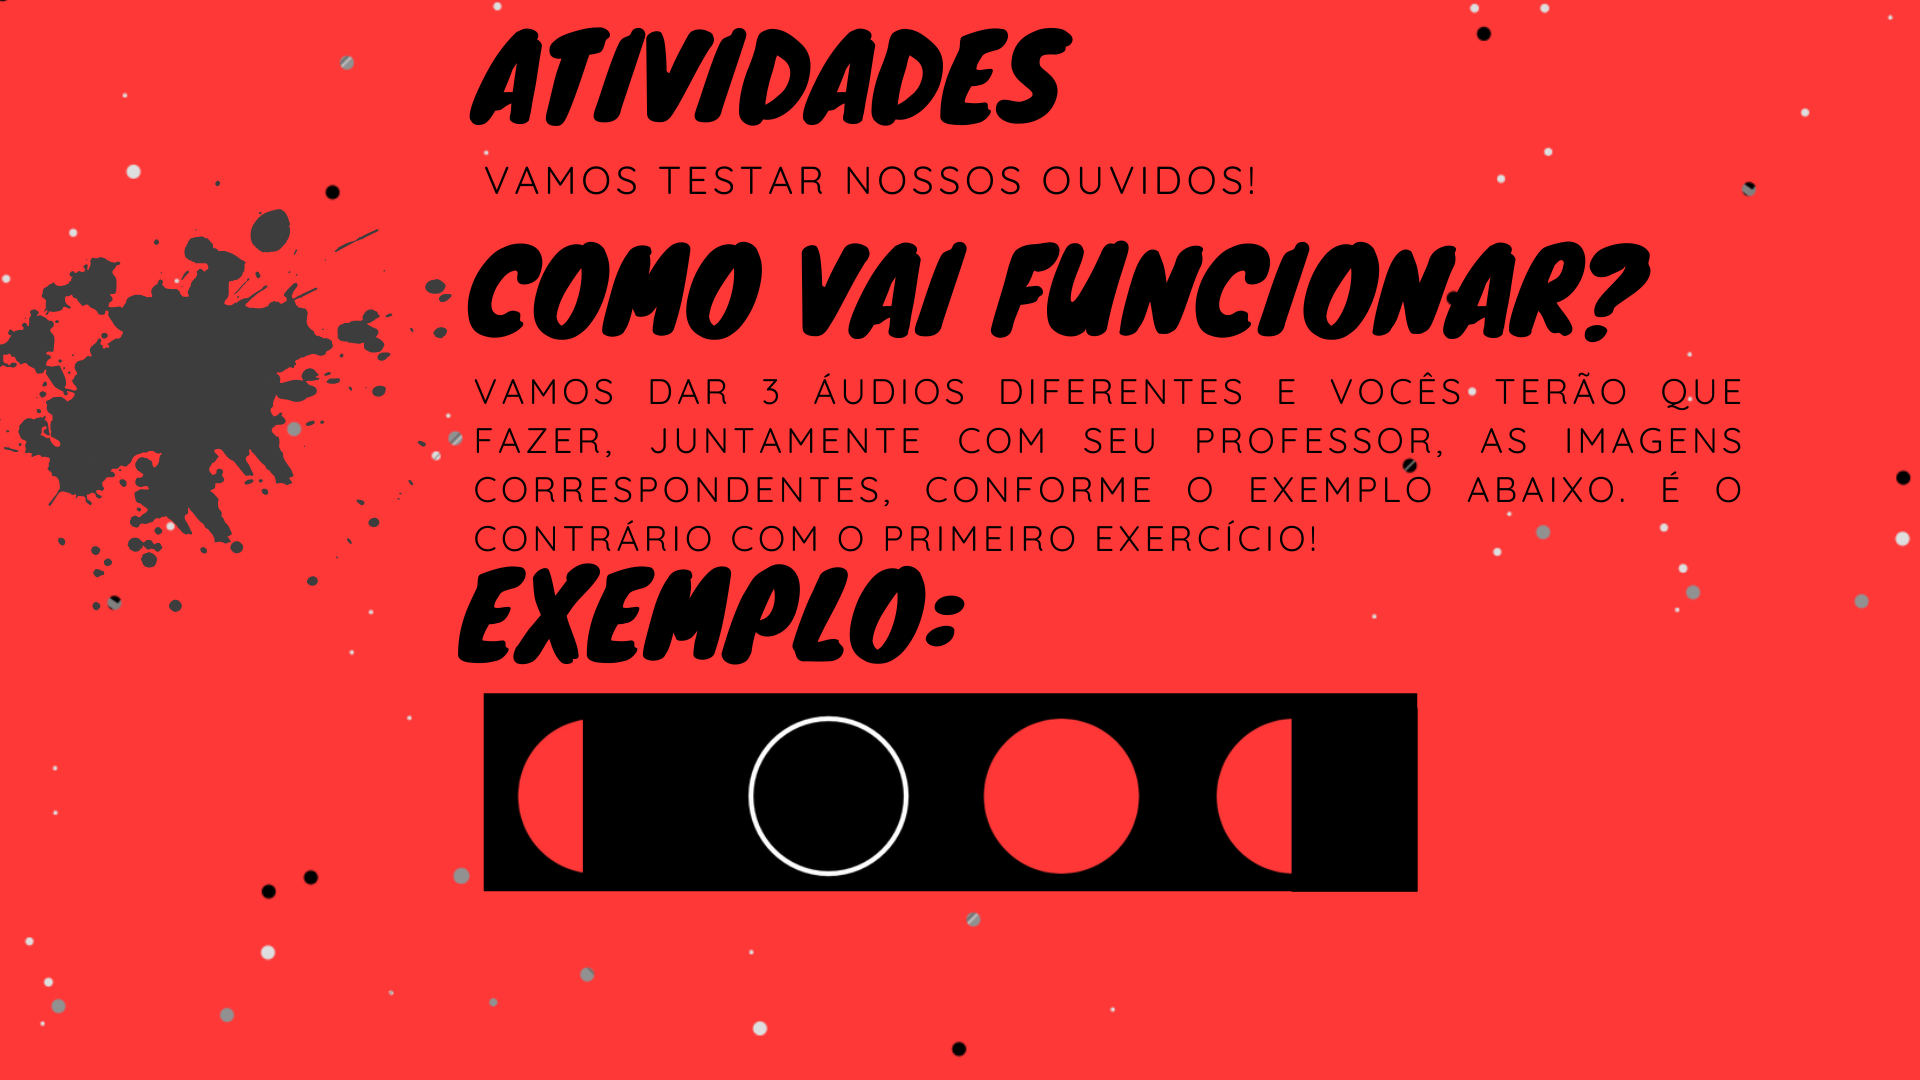 ATIVIDADES
VAMOS TESTAR NOSSOS OUVIDOS!
COMO VAI FUNCIONAR?
VAMOS DAR 3 ÁUDIOS DIFERENTES E VOCÊS TERÃO QUE
FAZER, JUNTAMENTE COM SEU PROFESSOR, AS IMAGENS
CORRESPONDENTES, CONFORME O EXEMPLO ABAIXO. É O
CONTRÁRIO COM O PRIMEIRO EXERCÍCIO!
EXEMPLO: